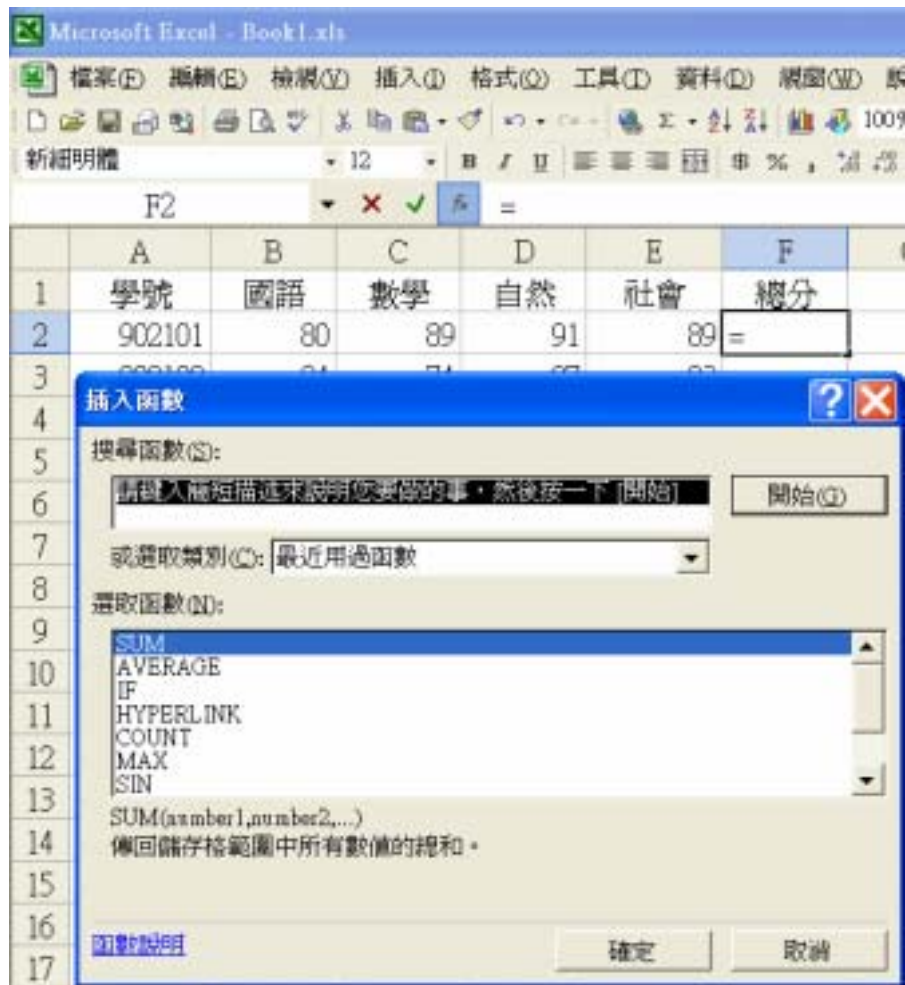 Microsoft Excel - Book1.xls
檔案(F) 編輯(E) 檢視(V) 插入(I) 格式(O) 工具(T) 資料(D) 視窗(W) 說
100%
新細明體 12 B I U $ % ,
F2 =
A B C D E F
1 學號 國語 數學 自然 社會 總分
2 902101 80 89 91 89 =
3
4
5
6
7
8
9
10
11
12
13
14
15
16
17
插入函數
搜尋函數(S):
請鍵入簡短描述來說明您要做的事，然後按一下 [開始]
開始(G)
或選取類別(C): 最近用過函數
選取函數(N):
SUM
AVERAGE
IF
HYPERLINK
COUNT
MAX
SIN
SUM(number1,number2,...)
傳回儲存格範圍中所有數值的總和。
函數說明
確定 取消